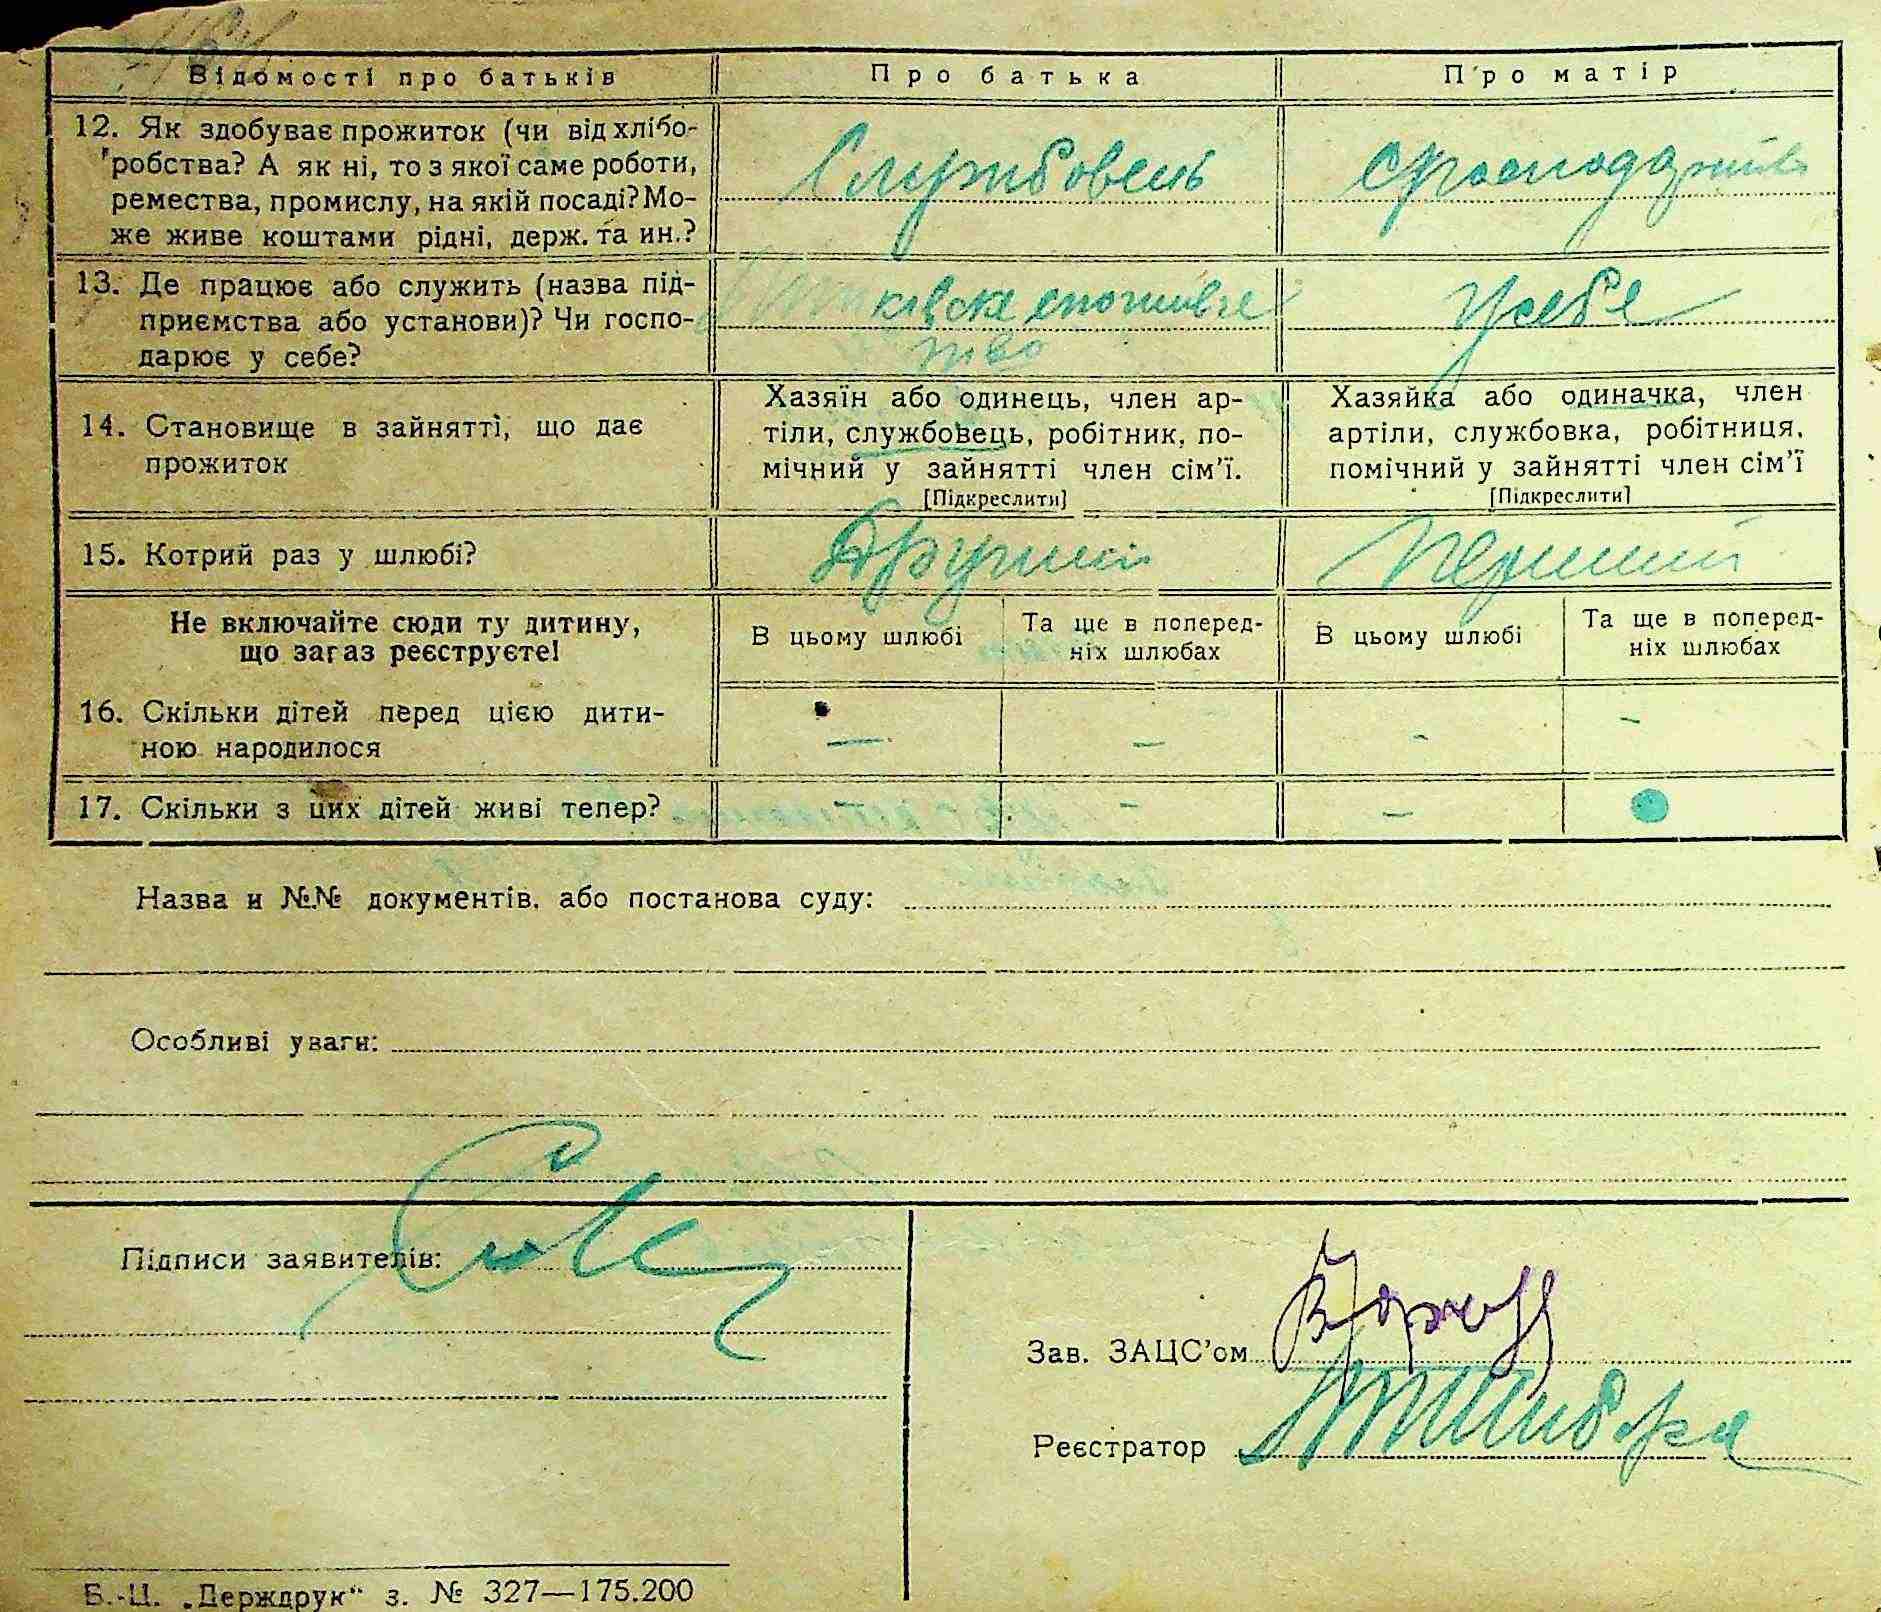 Відомості про батьків
Про батька
Про матір
12. Як здобуває прожиток (чи від хлібо-
робства? А як ні, то з якої саме роботи,
ремества, промислу, на якій посаді? Мо-
же живе коштами рідні, держ. та ин.?
Службовець
13. Де працює або служить (назва під-
приємства або установи)? Чи госпо-
дарює у себе?
У себе
14. Становище в зайнятті, що дає
прожиток
Хазяїн або одинець, член ар-
тіли, службовець, робітник, по-
мічний у зайнятті член сім'ї.
[Підкреслити]
Хазяйка або одиначка, член
артіли, службовка, робітниця,
помічний у зайнятті член сім'ї
[Підкреслити]
15. Котрий раз у шлюбі?
Другий
Перший
Не включайте сюди ту дитину,
що зараз реєструєте!
В цьому шлюбі
Та ще в поперед-
ніх шлюбах
В цьому шлюбі
Та ще в поперед-
ніх шлюбах
16. Скільки дітей перед цією дити-
ною народилося
— — - -
17. Скільки з цих дітей живі тепер?
- —
Назва и №№ документів, або постанова суду:
Особливі уваги:
Підписи заявителів:
Зав. ЗАЦС'ом
Реєстратор
Б.-Ц. „Держдрук" з. № 327—175.200